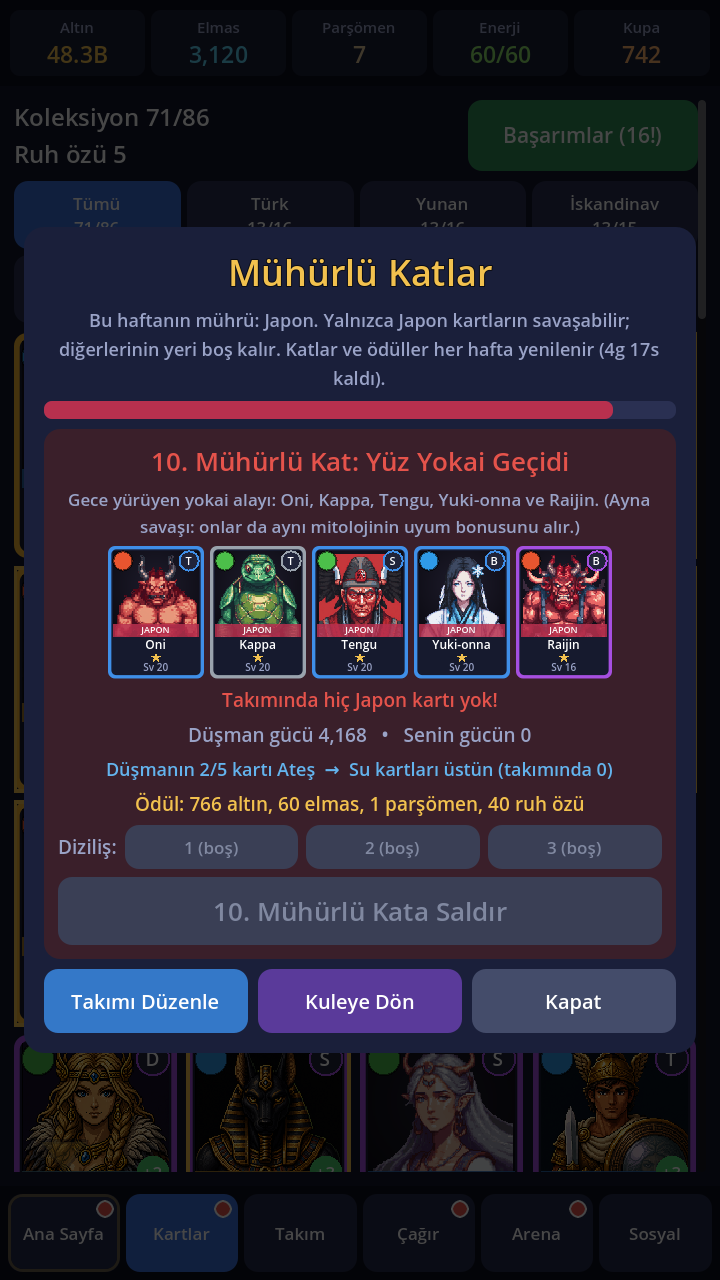 Altın
Elmas
Parşömen
Enerji
Kupa
48.3B
3,120
7
60/60
742
Koleksiyon 71/86
Ruh özü 5
Başarımlar (16!)
Tümü
Türk
Yunan
İskandinav
71/86
12/16
13/15
Mühürlü Katlar
Bu haftanın mührü: Japon. Yalnızca Japon kartların savaşabilir;
diğerlerinin yeri boş kalır. Katlar ve ödüller her hafta yenilenir (4g 17s
kaldı).
10. Mühürlü Kat: Yüz Yokai Geçidi
Gece yürüyen yokai alayı: Oni, Kappa, Tengu, Yuki-onna ve Raijin. (Ayna
savaşı: onlar da aynı mitolojinin uyum bonusunu alır.)
T
T
S
B
B
JAPON
JAPON
JAPON
JAPON
JAPON
Oni
Kappa
Tengu
Yuki-onna
Raijin
Sv 20
Sv 20
Sv 20
Sv 20
Sv 16
Takımında hiç Japon kartı yok!
Düşman gücü 4,168 • Senin gücün 0
Düşmanın 2/5 kartı Ateş → Su kartları üstün (takımında 0)
Ödül: 766 altın, 60 elmas, 1 parşömen, 40 ruh özü
Diziliş:
1 (boş)
2 (boş)
3 (boş)
10. Mühürlü Kata Saldır
Takımı Düzenle
Kuleye Dön
Kapat
D
S
S
T
Ana Sayfa
Kartlar
Takım
Çağır
Arena
Sosyal